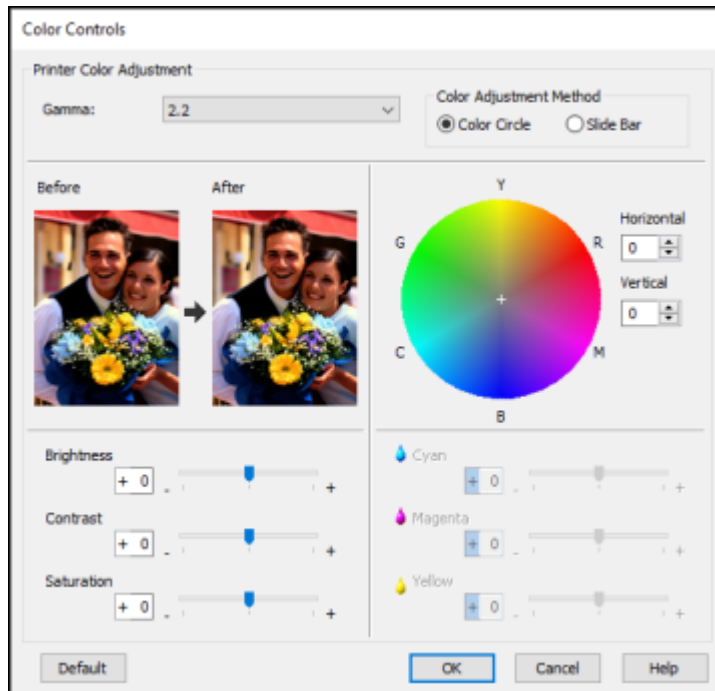 Color Controls
Printer Color Adjustment
Gamma:
2.2
Color Adjustment Method
Color Circle
Slide Bar
Before
After
Y
G
R
C
M
B
Horizontal
0
Vertical
0
Brightness
+ 0
- +
Contrast
+ 0
- +
Saturation
+ 0
- +
Cyan
+ 0
- +
Magenta
+ 0
- +
Yellow
+ 0
- +
Default
OK
Cancel
Help